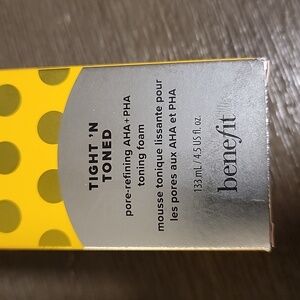 TIGHT 'N
TONED
pore-refining AHA+PHA
toning foam
mousse tonique lissante pour
les pores aux AHA et PHA
133 mL / 4.5 US fl. oz.
benefit